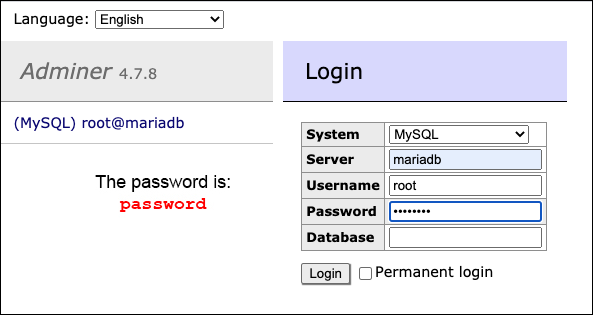 Language: English
Adminer 4.7.8
Login
(MySQL) root@mariadb
The password is:
password
System MySQL
Server mariadb
Username root
Password ••••••••
Database
Login Permanent login